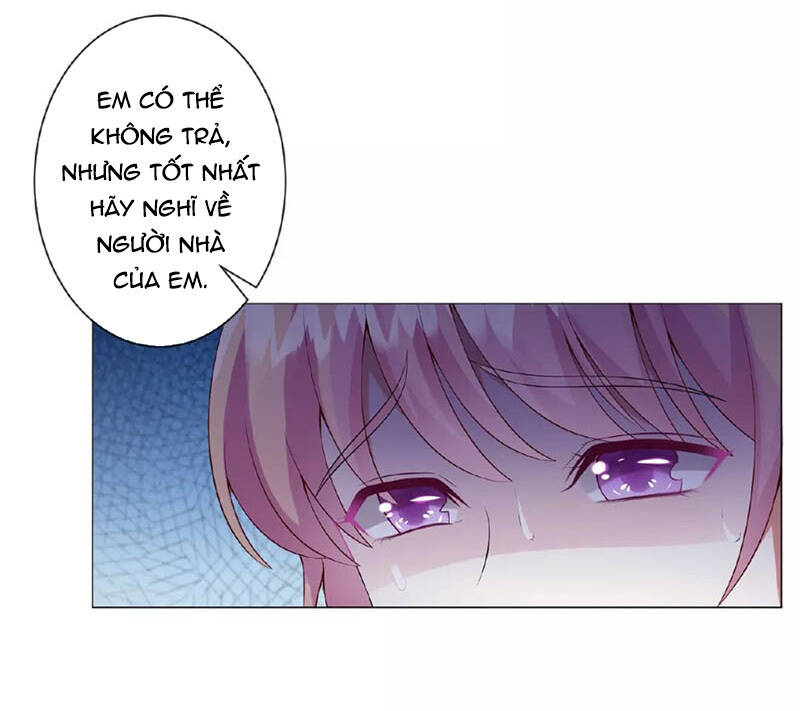 EM CÓ THỂ
KHÔNG TRẢ,
NHƯNG TỐT NHẤT
HÃY NGHĨ VỀ
NGƯỜI NHÀ
CỦA EM.